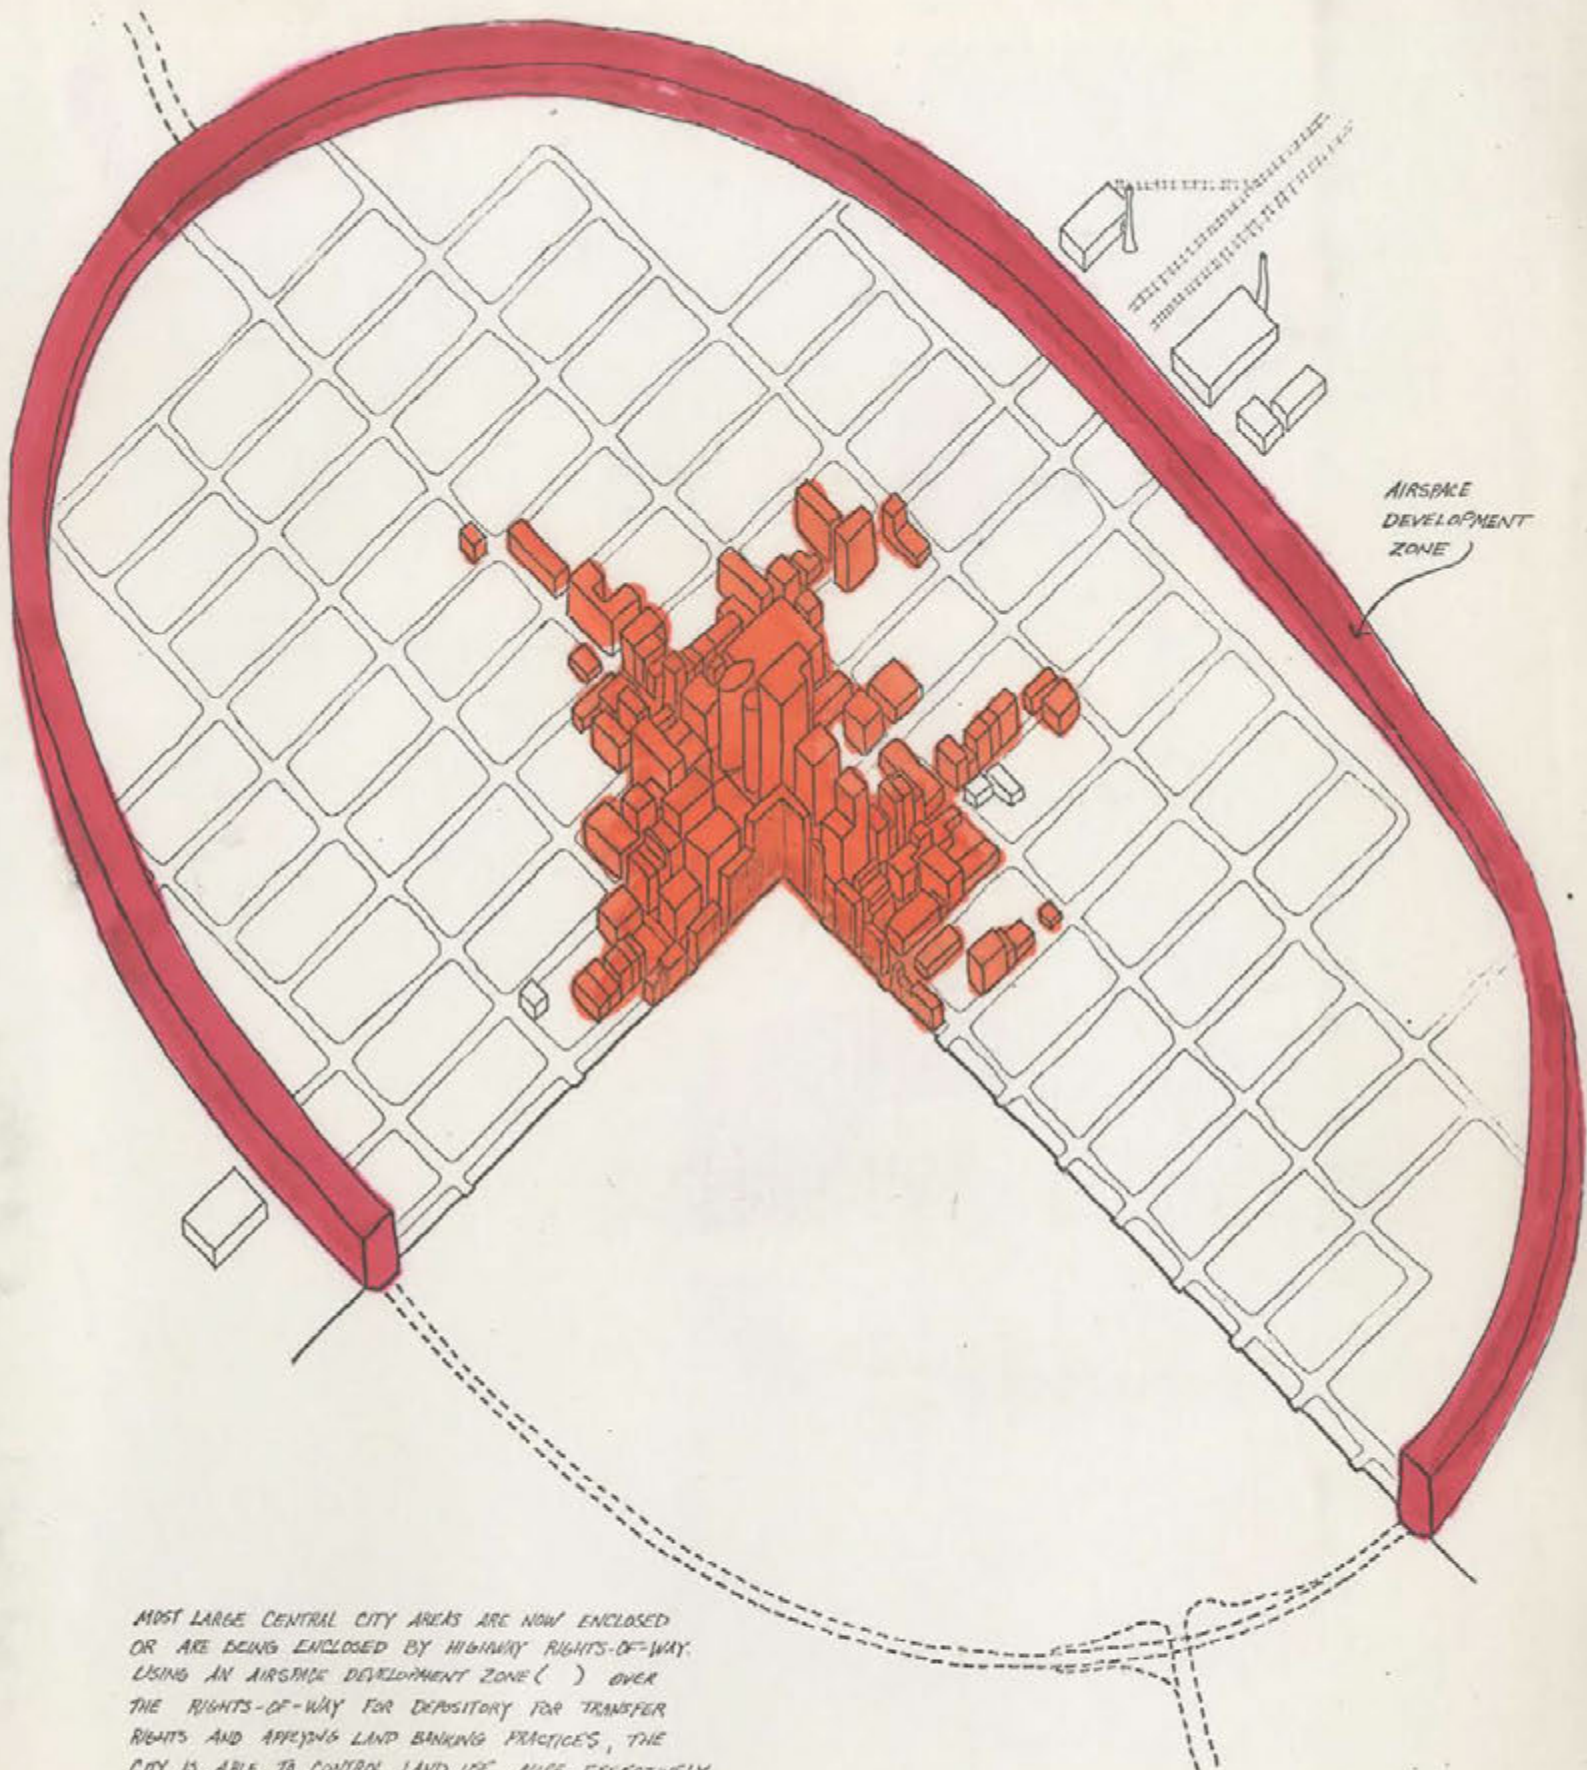 AIRSPACE
DEVELOPMENT
ZONE
MOST LARGE CENTRAL CITY AREAS ARE NOW ENCLOSED
OR ARE BEING ENCLOSED BY HIGHWAY RIGHTS-OF-WAY.
USING AN AIRSPACE DEVELOPMENT ZONE ( ) OVER
THE RIGHTS-OF-WAY FOR DEPOSITORY FOR TRANSFER
RIGHTS AND APPLYING LAND BANKING PRACTICES, THE
CITY IS ABLE TO CONTROL LAND USE MORE EFFECTIVELY